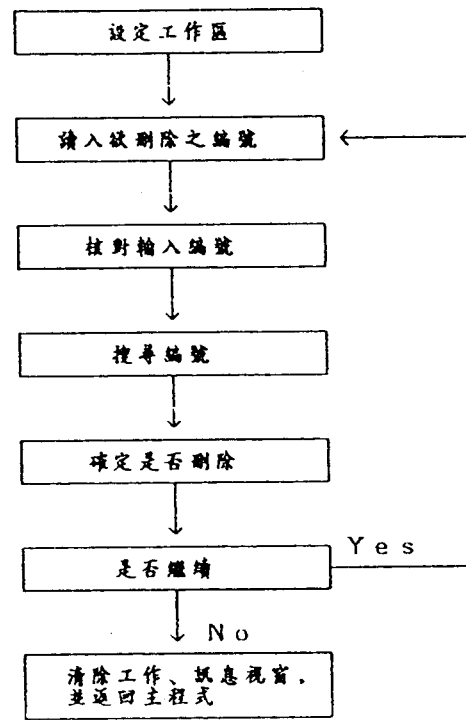 設定工作區
讀入欲刪除之編號
核對輸入編號
搜尋編號
確定是否刪除
是否繼續
Yes
No
清除工作、訊息視窗，
並返回主程式